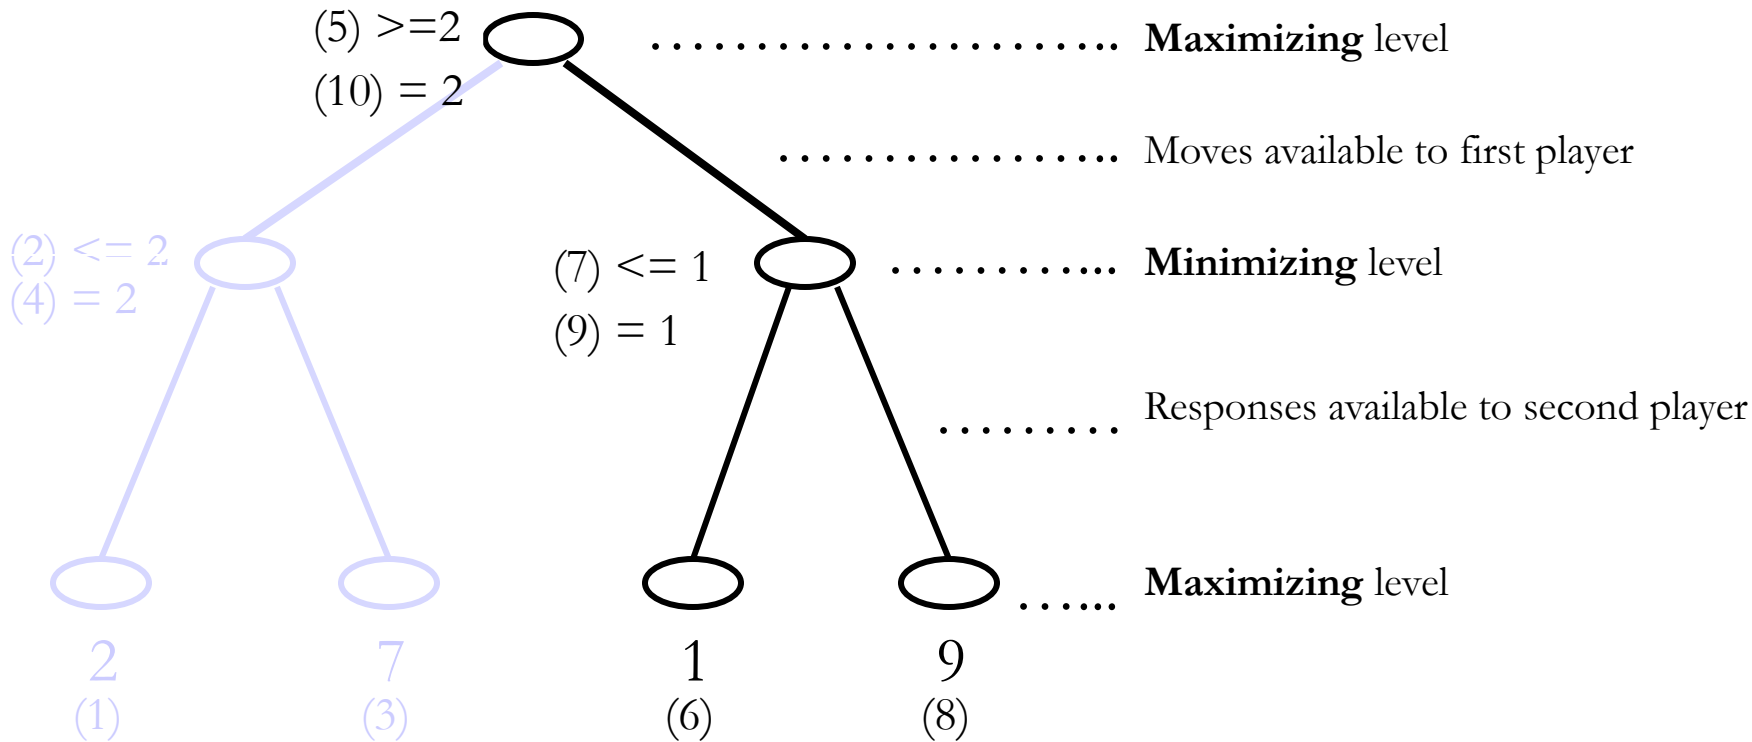 (5) >=2
(10) = 2
Maximizing level
Moves available to first player
(2) <= 2
(4) = 2
(7) <= 1
(9) = 1
Minimizing level
Responses available to second player
Maximizing level
2 7 1 9
(1) (3) (6) (8)